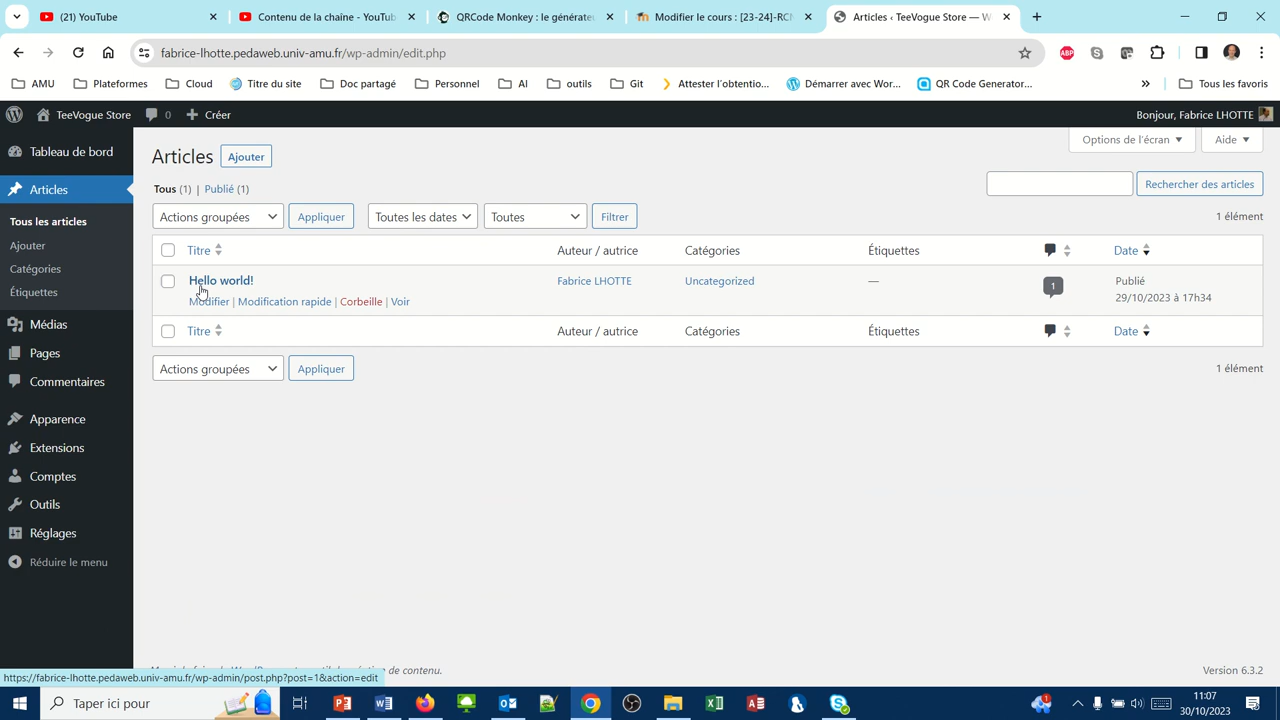 (21) YouTube
Contenu de la chaîne - YouTub
QRCode Monkey : le générateu
Modifier le cours : [23-24]-RCN
Articles ‹ TeeVogue Store — W
fabrice-lhotte.pedaweb.univ-amu.fr/wp-admin/edit.php
ABP
AMU
Plateformes
Cloud
Titre du site
Doc partagé
Personnel
AI
outils
Git
Attester l'obtentio...
Démarrer avec Wor...
QR Code Generator...
»
Tous les favoris
TeeVogue Store
0
+ Créer
Bonjour, Fabrice LHOTTE
Tableau de bord
Articles
Tous les articles
Ajouter
Catégories
Étiquettes
Médias
Pages
Commentaires
Apparence
Extensions
Comptes
Outils
Réglages
Réduire le menu
Options de l'écran
Aide
Articles
Ajouter
Tous (1) | Publié (1)
Rechercher des articles
Actions groupées
Appliquer
Toutes les dates
Toutes
Filtrer
1 élément
Titre
Auteur / autrice
Catégories
Étiquettes
Date
Hello world!
Fabrice LHOTTE
Uncategorized
—
1
Publié
29/10/2023 à 17h34
Modifier | Modification rapide | Corbeille | Voir
Titre
Auteur / autrice
Catégories
Étiquettes
Date
Actions groupées
Appliquer
1 élément
de contenu.
Version 6.3.2
https://fabrice-lhotte.pedaweb.univ-amu.fr/wp-admin/post.php?post=1&action=edit
Taper ici pour
11:07
30/10/2023